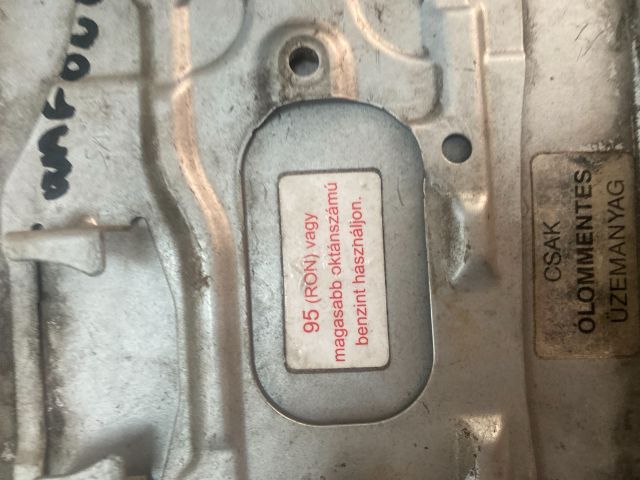 95 (RON) vagy
magasabb oktánszámú
benzint használjon.
CSAK
ÓLOMMENTES
ÜZEMANYAG